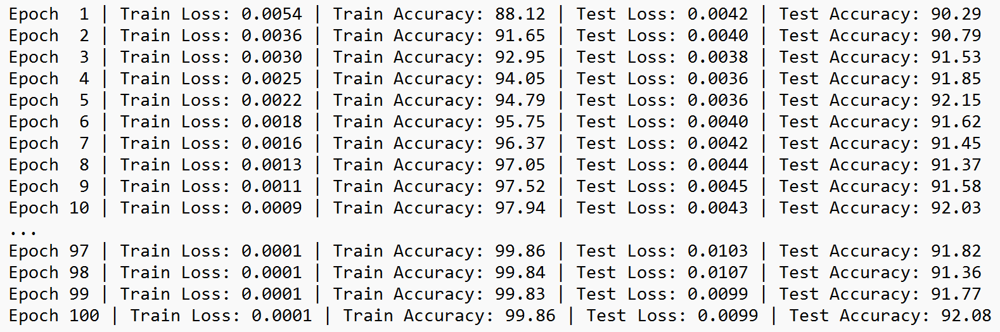 Epoch  1 | Train Loss: 0.0054 | Train Accuracy: 88.12 | Test Loss: 0.0042 | Test Accuracy: 90.29
Epoch  2 | Train Loss: 0.0036 | Train Accuracy: 91.65 | Test Loss: 0.0040 | Test Accuracy: 90.79
Epoch  3 | Train Loss: 0.0030 | Train Accuracy: 92.95 | Test Loss: 0.0038 | Test Accuracy: 91.53
Epoch  4 | Train Loss: 0.0025 | Train Accuracy: 94.05 | Test Loss: 0.0036 | Test Accuracy: 91.85
Epoch  5 | Train Loss: 0.0022 | Train Accuracy: 94.79 | Test Loss: 0.0036 | Test Accuracy: 92.15
Epoch  6 | Train Loss: 0.0018 | Train Accuracy: 95.75 | Test Loss: 0.0040 | Test Accuracy: 91.62
Epoch  7 | Train Loss: 0.0016 | Train Accuracy: 96.37 | Test Loss: 0.0042 | Test Accuracy: 91.45
Epoch  8 | Train Loss: 0.0013 | Train Accuracy: 97.05 | Test Loss: 0.0044 | Test Accuracy: 91.37
Epoch  9 | Train Loss: 0.0011 | Train Accuracy: 97.52 | Test Loss: 0.0045 | Test Accuracy: 91.58
Epoch 10 | Train Loss: 0.0009 | Train Accuracy: 97.94 | Test Loss: 0.0043 | Test Accuracy: 92.03
...
Epoch 97 | Train Loss: 0.0001 | Train Accuracy: 99.86 | Test Loss: 0.0103 | Test Accuracy: 91.82
Epoch 98 | Train Loss: 0.0001 | Train Accuracy: 99.84 | Test Loss: 0.0107 | Test Accuracy: 91.36
Epoch 99 | Train Loss: 0.0001 | Train Accuracy: 99.83 | Test Loss: 0.0099 | Test Accuracy: 91.77
Epoch 100 | Train Loss: 0.0001 | Train Accuracy: 99.86 | Test Loss: 0.0099 | Test Accuracy: 92.08